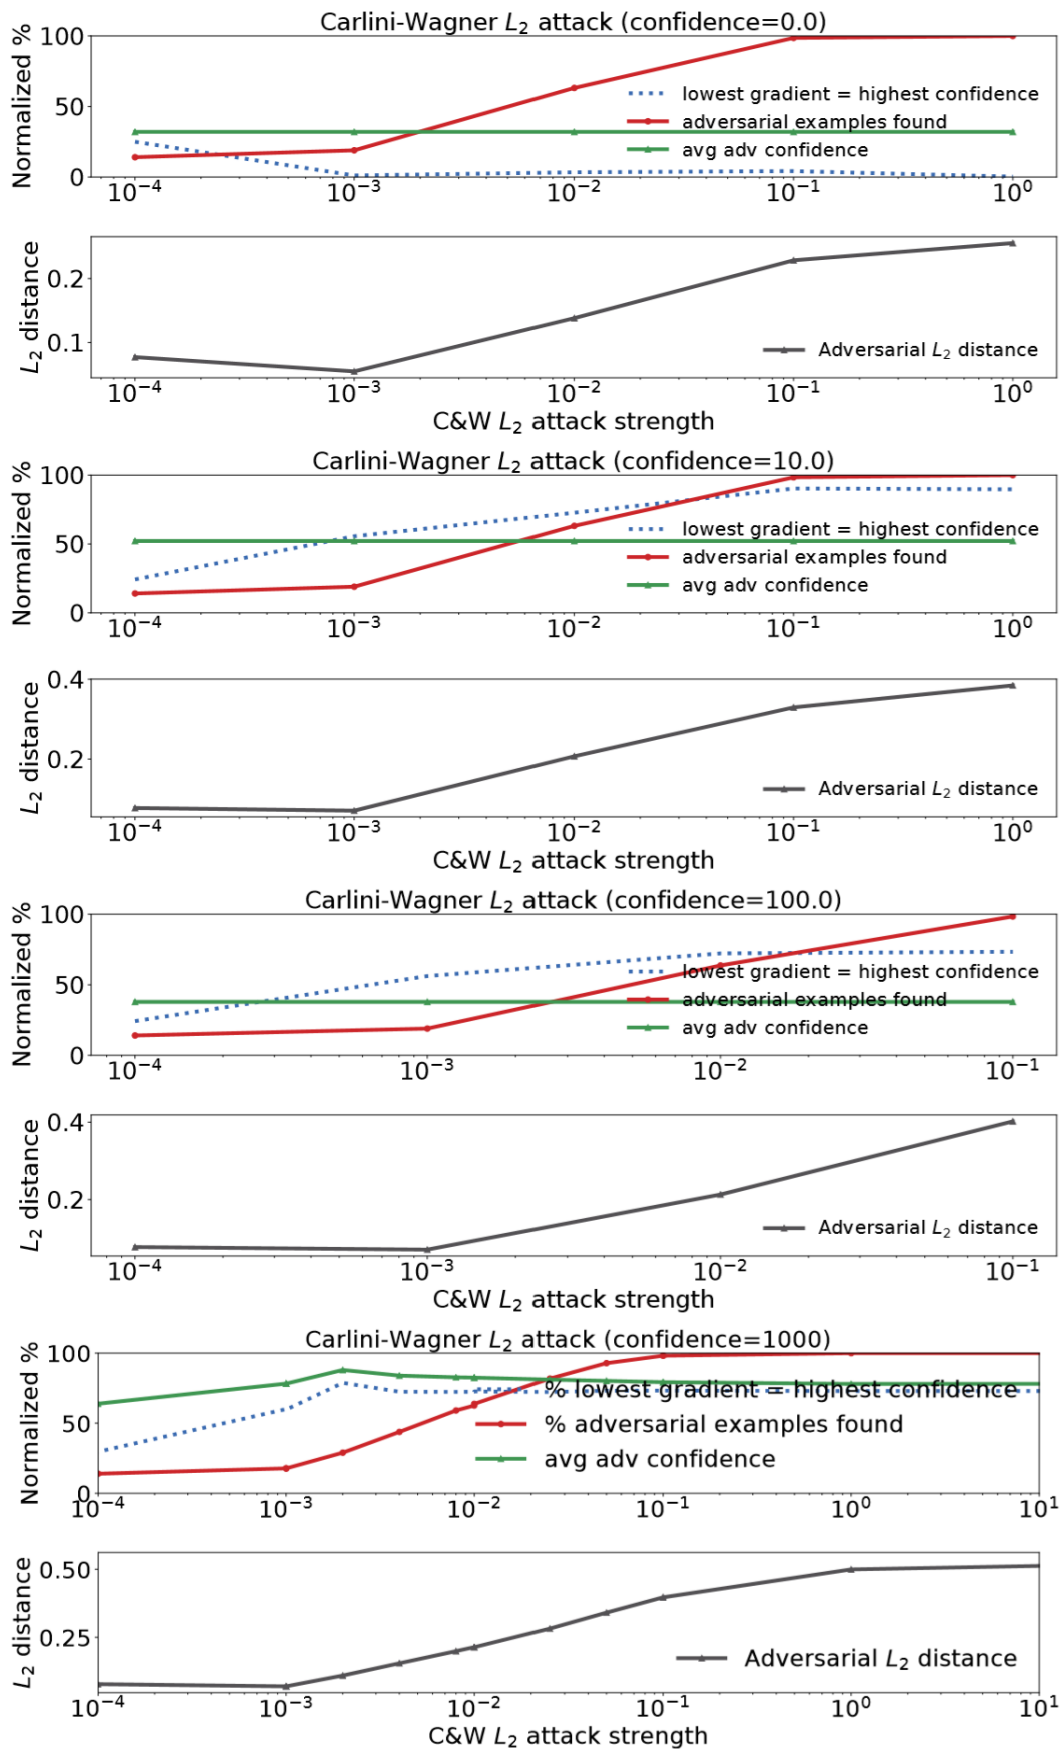 Carlini-Wagner L₂ attack (confidence=0.0)
Normalized %
100
50
0
lowest gradient = highest confidence
adversarial examples found
avg adv confidence
10⁻⁴ 10⁻³ 10⁻² 10⁻¹ 10⁰
L₂ distance
0.2
0.1
Adversarial L₂ distance
10⁻⁴ 10⁻³ 10⁻² 10⁻¹ 10⁰
C&W L₂ attack strength
Carlini-Wagner L₂ attack (confidence=10.0)
Normalized %
100
50
0
lowest gradient = highest confidence
adversarial examples found
avg adv confidence
10⁻⁴ 10⁻³ 10⁻² 10⁻¹ 10⁰
L₂ distance
0.4
0.2
Adversarial L₂ distance
10⁻⁴ 10⁻³ 10⁻² 10⁻¹ 10⁰
C&W L₂ attack strength
Carlini-Wagner L₂ attack (confidence=100.0)
Normalized %
100
50
0
lowest gradient = highest confidence
adversarial examples found
avg adv confidence
10⁻⁴ 10⁻³ 10⁻² 10⁻¹
L₂ distance
0.4
0.2
Adversarial L₂ distance
10⁻⁴ 10⁻³ 10⁻² 10⁻¹
C&W L₂ attack strength
Carlini-Wagner L₂ attack (confidence=1000)
Normalized %
100
50
0
% lowest gradient = highest confidence
% adversarial examples found
avg adv confidence
10⁻⁴ 10⁻³ 10⁻² 10⁻¹ 10⁰ 10¹
L₂ distance
0.50
0.25
Adversarial L₂ distance
10⁻⁴ 10⁻³ 10⁻² 10⁻¹ 10⁰ 10¹
C&W L₂ attack strength